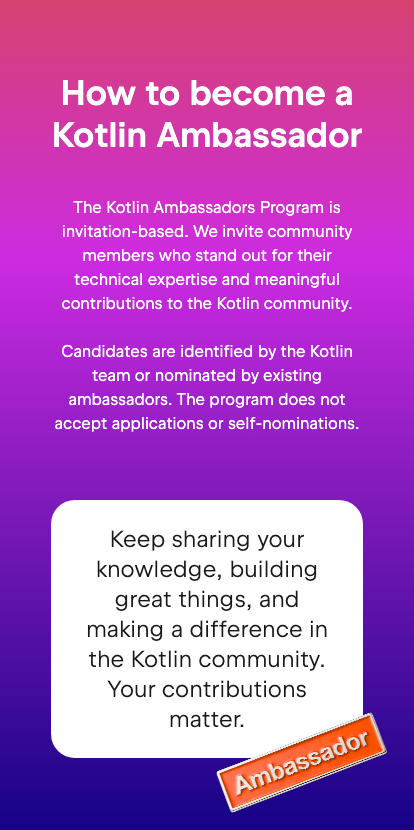 How to become a
Kotlin Ambassador
The Kotlin Ambassadors Program is
invitation-based. We invite community
members who stand out for their
technical expertise and meaningful
contributions to the Kotlin community.
Candidates are identified by the Kotlin
team or nominated by existing
ambassadors. The program does not
accept applications or self-nominations.
Keep sharing your
knowledge, building
great things, and
making a difference in
the Kotlin community.
Your contributions
matter.
Ambassador